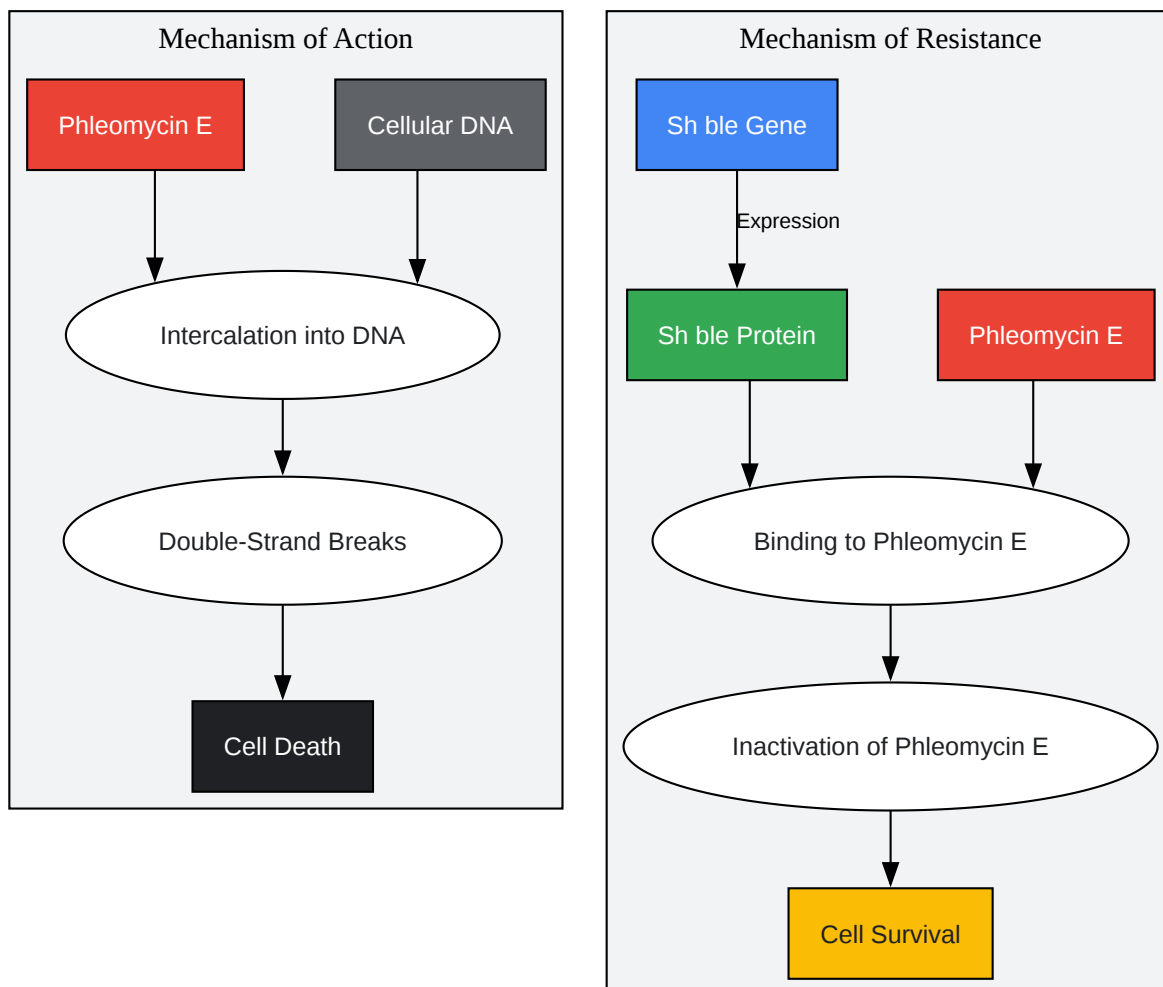 Mechanism of Action
Phleomycin E
Cellular DNA
Intercalation into DNA
Double-Strand Breaks
Cell Death
Mechanism of Resistance
Sh ble Gene
Expression
Sh ble Protein
Phleomycin E
Binding to Phleomycin E
Inactivation of Phleomycin E
Cell Survival